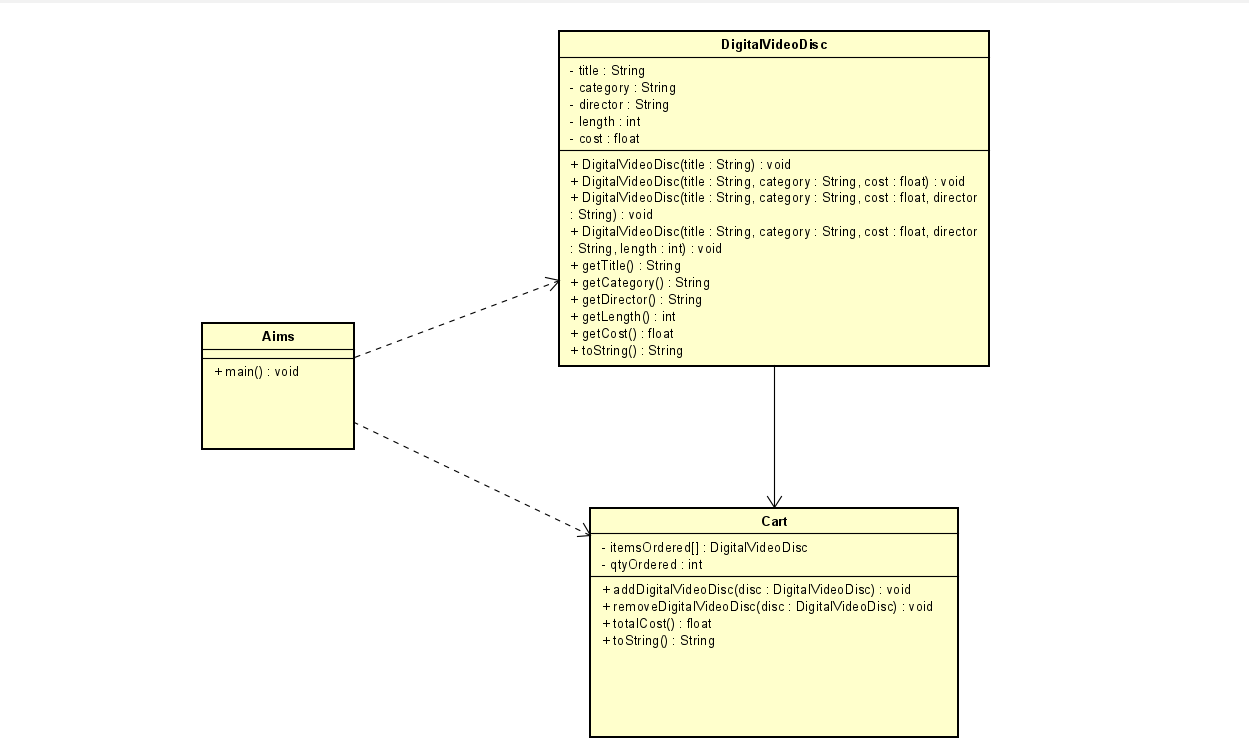 DigitalVideoDisc
- title : String
- category : String
- director : String
- length : int
- cost : float
+ DigitalVideoDisc(title : String) : void
+ DigitalVideoDisc(title : String, category : String, cost : float) : void
+ DigitalVideoDisc(title : String, category : String, cost : float, director
: String) : void
+ DigitalVideoDisc(title : String, category : String, cost : float, director
: String, length : int) : void
+ getTitle() : String
+ getCategory() : String
+ getDirector() : String
+ getLength() : int
+ getCost() : float
+ toString() : String
Aims
+ main() : void
Cart
- itemsOrdered[] : DigitalVideoDisc
- qtyOrdered : int
+ addDigitalVideoDisc(disc : DigitalVideoDisc) : void
+ removeDigitalVideoDisc(disc : DigitalVideoDisc) : void
+ totalCost() : float
+ toString() : String